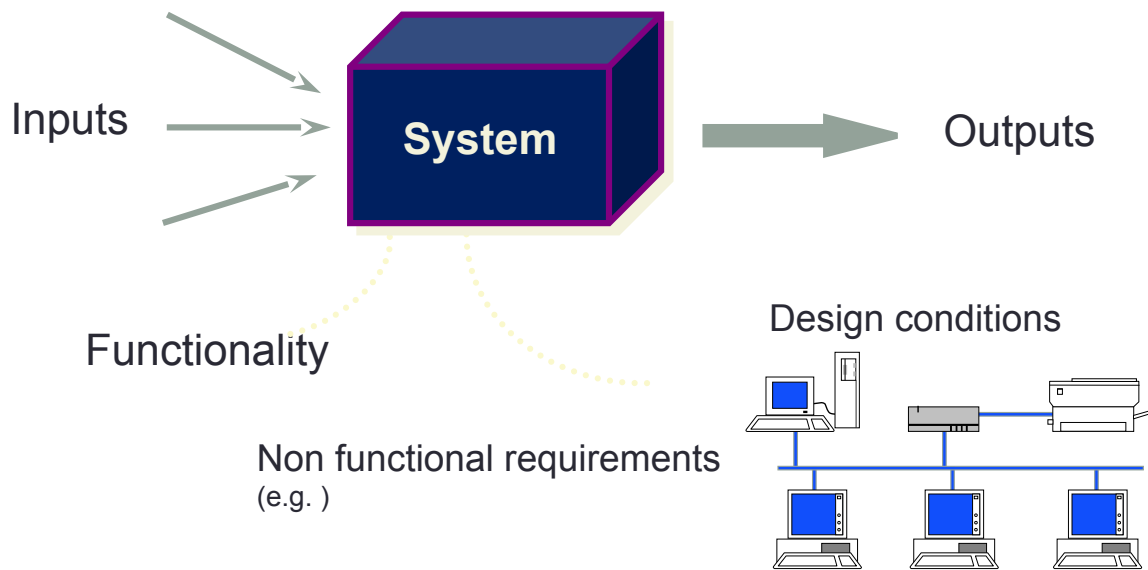 Inputs
System
Outputs
Functionality
Design conditions
Non functional requirements
(e.g. )